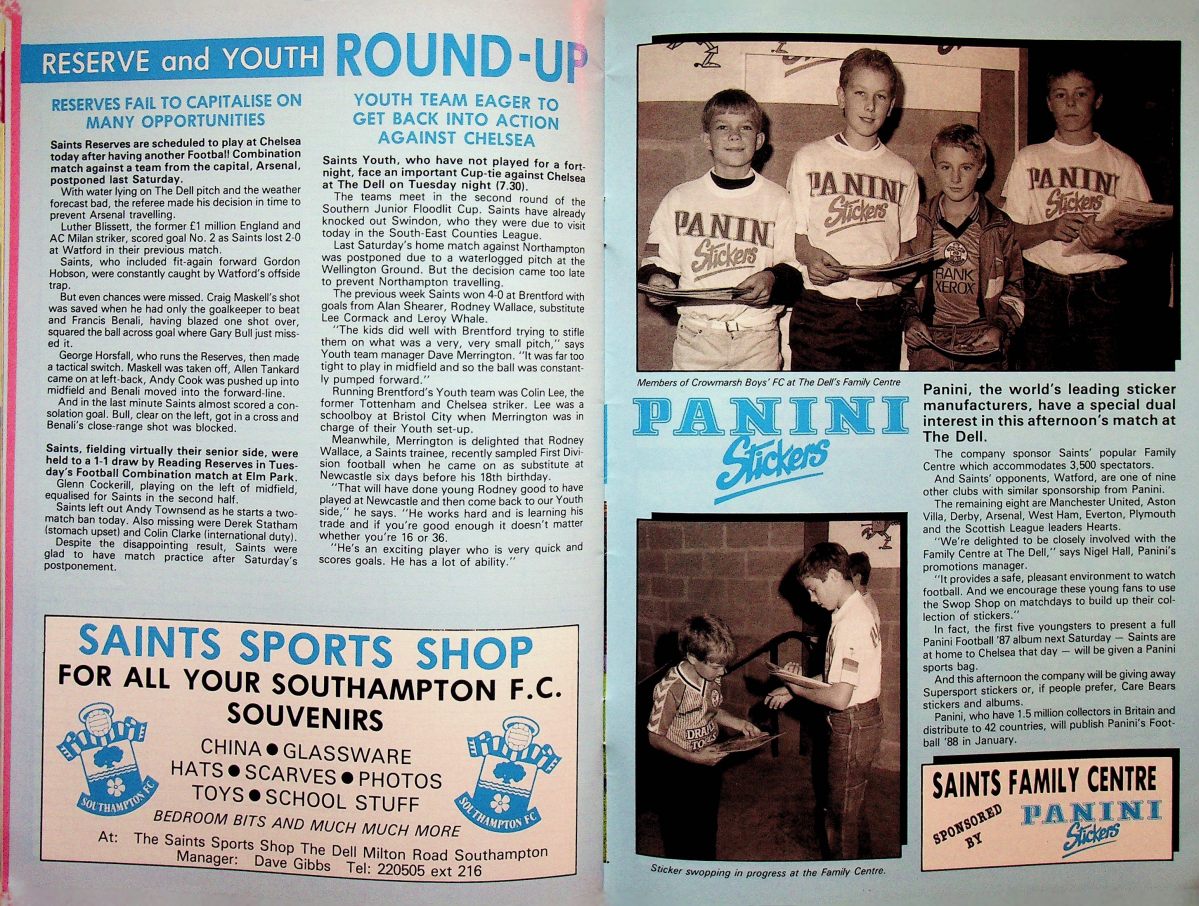 RESERVE and YOUTH ROUND-UP
RESERVES FAIL TO CAPITALISE ON
MANY OPPORTUNITIES
Saints Reserves are scheduled to play at Chelsea
today after having another Football Combination
match against a team from the capital, Arsenal,
postponed last Saturday.
With water lying on The Dell pitch and the weather
forecast bad, the referee made his decision in time to
prevent Arsenal travelling.
Luther Blissett, the former £1 million England and
AC Milan striker, scored goal No. 2 as Saints lost 2-0
at Watford in their previous match.
Saints, who included fit-again forward Gordon
Hobson, were constantly caught by Watford's offside
trap.
But even chances were missed. Craig Maskell's shot
was saved when he had only the goalkeeper to beat
and Francis Benali, having blazed one shot over,
squared the ball across goal where Gary Bull just miss-
ed it.
George Horsfall, who runs the Reserves, then made
a tactical switch. Maskell was taken off, Allen Tankard
came on at left-back, Andy Cook was pushed up into
midfield and Benali moved into the forward-line.
And in the last minute Saints almost scored a con-
solation goal. Bull, clear on the left, got in a cross and
Benali's close-range shot was blocked.
Saints, fielding virtually their senior side, were
held to a 1-1 draw by Reading Reserves in Tues-
day's Football Combination match at Elm Park.
Glenn Cockerill, playing on the left of midfield,
equalised for Saints in the second half.
Saints left out Andy Townsend as he starts a two-
match ban today. Also missing were Derek Statham
(stomach upset) and Colin Clarke (international duty).
Despite the disappointing result, Saints were
glad to have match practice after Saturday's
postponement.
YOUTH TEAM EAGER TO
GET BACK INTO ACTION
AGAINST CHELSEA
Saints Youth, who have not played for a fort-
night, face an important Cup-tie against Chelsea
at The Dell on Tuesday night (7.30).
The teams meet in the second round of the
Southern Junior Floodlit Cup. Saints have already
knocked out Swindon, who they were due to visit
today in the South-East Counties League.
Last Saturday's home match against Northampton
was postponed due to a waterlogged pitch at the
Wellington Ground. But the decision came too late
to prevent Northampton travelling.
The previous week Saints won 4-0 at Brentford with
goals from Alan Shearer, Rodney Wallace, substitute
Lee Cormack and Leroy Whale.
"The kids did well with Brentford trying to stifle
them on what was a very, very small pitch," says
Youth team manager Dave Merrington. "It was far too
tight to play in midfield and so the ball was constant-
ly pumped forward."
Running Brentford's Youth team was Colin Lee, the
former Tottenham and Chelsea striker. Lee was a
schoolboy at Bristol City when Merrington was in
charge of their Youth set-up.
Meanwhile, Merrington is delighted that Rodney
Wallace, a Saints trainee, recently sampled First Divi-
sion football when he came on as substitute at
Newcastle six days before his 18th birthday.
"That will have done young Rodney good to have
played at Newcastle and then come back to our Youth
side," he says. "He works hard and is learning his
trade and if you're good enough it doesn't matter
whether you're 16 or 36.
"He's an exciting player who is very quick and
scores goals. He has a lot of ability."
SAINTS SPORTS SHOP
FOR ALL YOUR SOUTHAMPTON F.C.
SOUVENIRS
CHINA ● GLASSWARE
HATS ● SCARVES ● PHOTOS
TOYS ● SCHOOL STUFF
BEDROOM BITS AND MUCH MUCH MORE
SOUTHAMPTON FC
SOUTHAMPTON FC
At: The Saints Sports Shop The Dell Milton Road Southampton
Manager: Dave Gibbs Tel: 220505 ext 216
PANINI
Stickers
PANINI
Stickers
RANK
XEROX
PANINI
Stickers
Members of Crowmarsh Boys' FC at The Dell's Family Centre
PANINI
Stickers
DRAPER
TOOLS
Sticker swopping in progress at the Family Centre.
Panini, the world's leading sticker
manufacturers, have a special dual
interest in this afternoon's match at
The Dell.
The company sponsor Saints' popular Family
Centre which accommodates 3,500 spectators.
And Saints' opponents, Watford, are one of nine
other clubs with similar sponsorship from Panini.
The remaining eight are Manchester United, Aston
Villa, Derby, Arsenal, West Ham, Everton, Plymouth
and the Scottish League leaders Hearts.
"We're delighted to be closely involved with the
Family Centre at The Dell," says Nigel Hall, Panini's
promotions manager.
"It provides a safe, pleasant environment to watch
football. And we encourage these young fans to use
the Swop Shop on matchdays to build up their col-
lection of stickers."
In fact, the first five youngsters to present a full
Panini Football '87 album next Saturday — Saints are
at home to Chelsea that day — will be given a Panini
sports bag.
And this afternoon the company will be giving away
Supersport stickers or, if people prefer, Care Bears
stickers and albums.
Panini, who have 1.5 million collectors in Britain and
distribute to 42 countries, will publish Panini's Foot-
ball '88 in January.
SAINTS FAMILY CENTRE
SPONSORED
BY
PANINI
Stickers